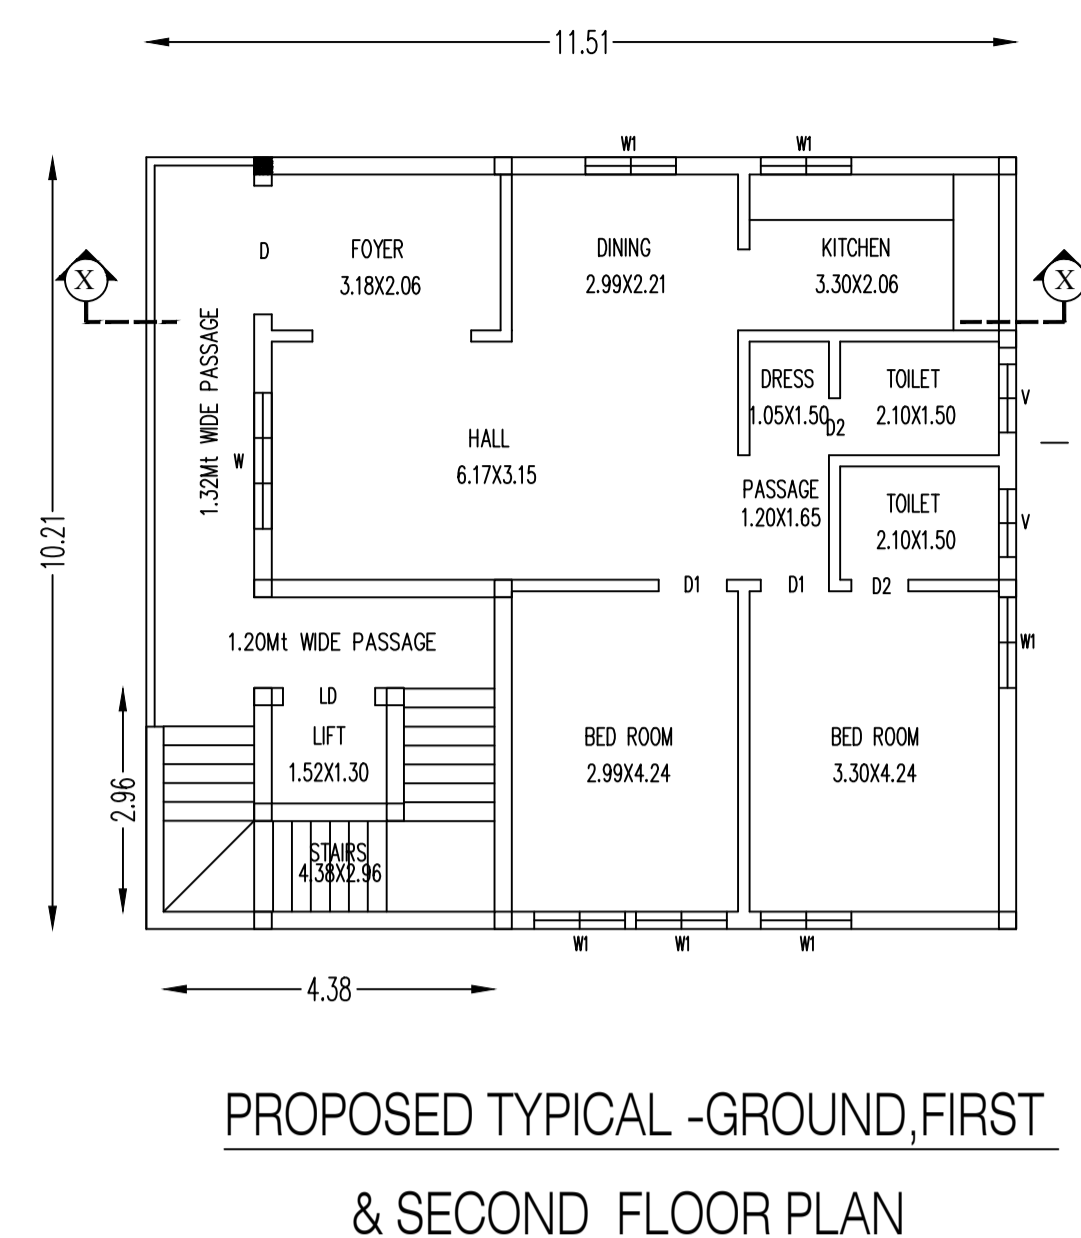 11.51
W1
W1
D
FOYER
3.18X2.06
DINING
2.99X2.21
KITCHEN
3.30X2.06
X
X
1.32Mt WIDE PASSAGE
DRESS
1.05X1.50
D2
TOILET
2.10X1.50
V
HALL
6.17X3.15
W
PASSAGE
1.20X1.65
TOILET
2.10X1.50
V
10.21
D1
D1
D2
1.20Mt WIDE PASSAGE
W1
LD
LIFT
1.52X1.30
BED ROOM
2.99X4.24
BED ROOM
3.30X4.24
2.96
STAIRS
4.38X2.96
W1
W1
W1
4.38
PROPOSED TYPICAL -GROUND,FIRST
& SECOND FLOOR PLAN